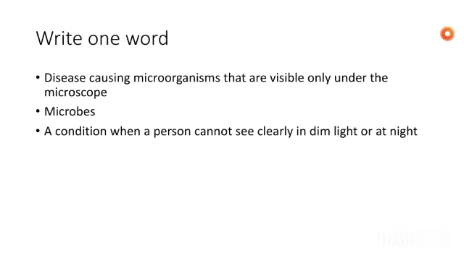 Write one word
• Disease causing microorganisms that are visible only under the
microscope
• Microbes
• A condition when a person cannot see clearly in dim light or at night